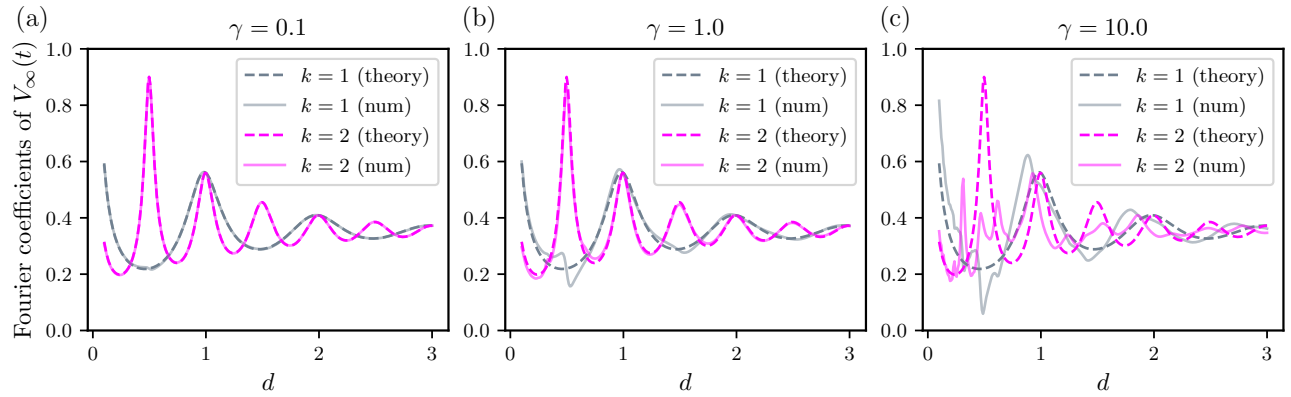 (a)
γ = 0.1
Fourier coefficients of V∞(t)
1.0
0.8
0.6
0.4
0.2
0.0
0
1
2
3
d
k = 1 (theory)
k = 1 (num)
k = 2 (theory)
k = 2 (num)
(b)
γ = 1.0
1.0
0.8
0.6
0.4
0.2
0.0
0
1
2
3
d
k = 1 (theory)
k = 1 (num)
k = 2 (theory)
k = 2 (num)
(c)
γ = 10.0
1.0
0.8
0.6
0.4
0.2
0.0
0
1
2
3
d
k = 1 (theory)
k = 1 (num)
k = 2 (theory)
k = 2 (num)